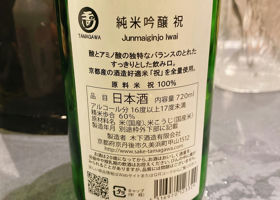 TAMAGAWA
純米吟醸 祝
Junmaiginjo Iwai
酸とアミノ酸の独特なバランスのとれた
すっきりとした飲み口。
京都産の酒造好適米「祝」を全量使用。
原料米 祝 100%
品目 日本酒 内容量 720ml
アルコール分 16度以上17度未満
精米歩合 60%
原材料名 米(国産)、米こうじ(国産米)
製造年月 別途枠外下部に記載
製造者 木下酒造有限会社
京都府京丹後市久美浜町甲山1512
www.sake-tamagawa.com